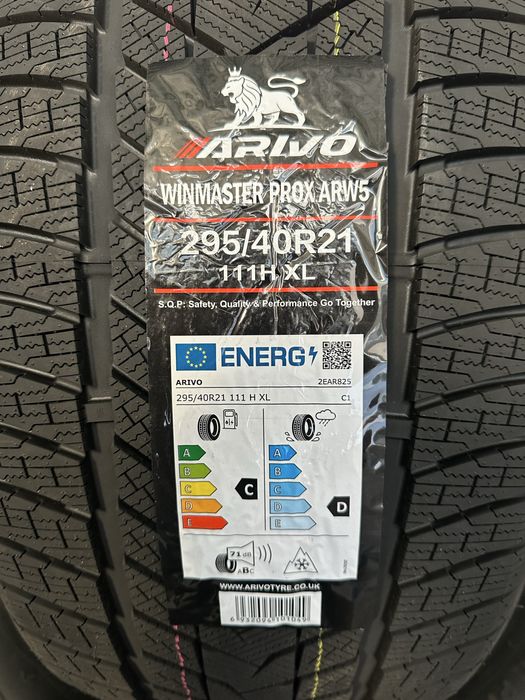 ARIVO
WINMASTER PROX ARW5
295/40R21
111H XL
S.Q.P: Safety, Quality & Performance Go Together
ENERG
ARIVO 2EAR825
295/40R21 111 H XL C1
A A
B B
C C C
D D D
E E
71 dB
ABC
WWW.ARIVOTYRE.CO.UK
6932094101049